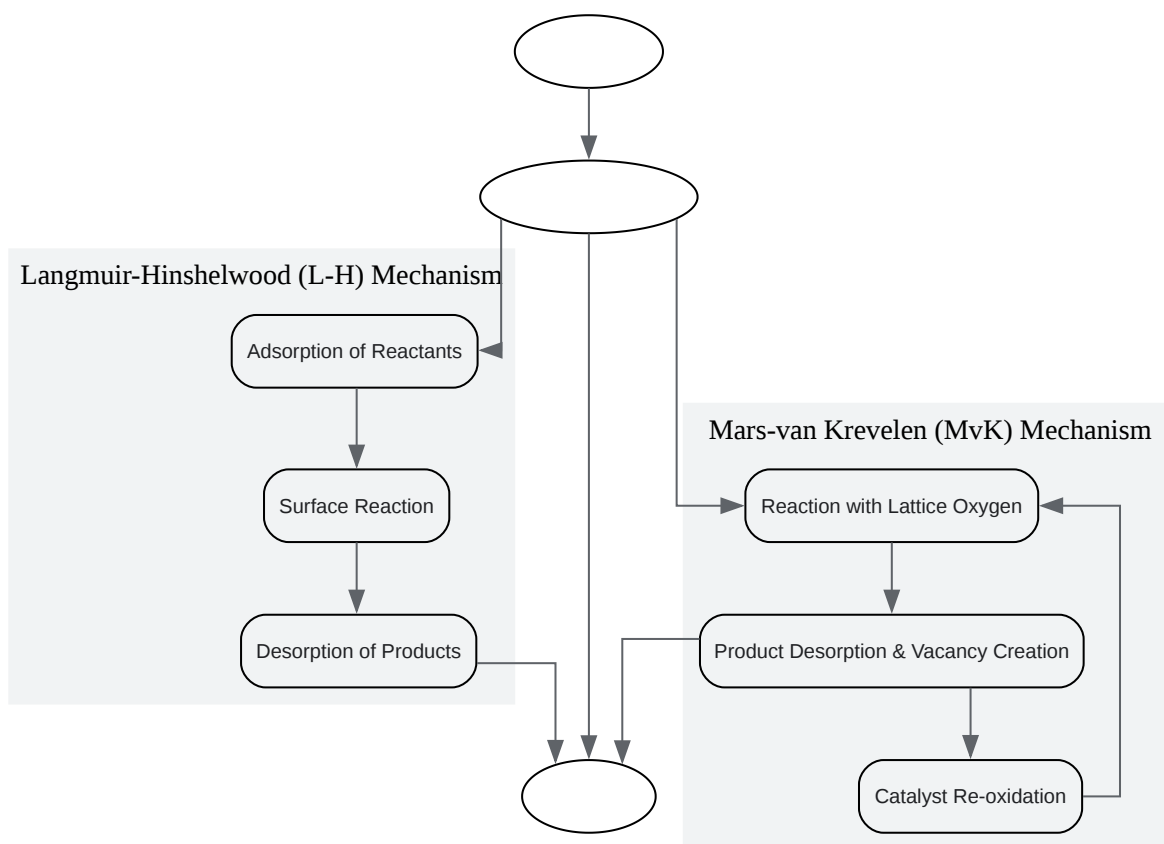 Langmuir-Hinshelwood (L-H) Mechanism
Adsorption of Reactants
Surface Reaction
Desorption of Products
Mars-van Krevelen (MvK) Mechanism
Reaction with Lattice Oxygen
Product Desorption & Vacancy Creation
Catalyst Re-oxidation